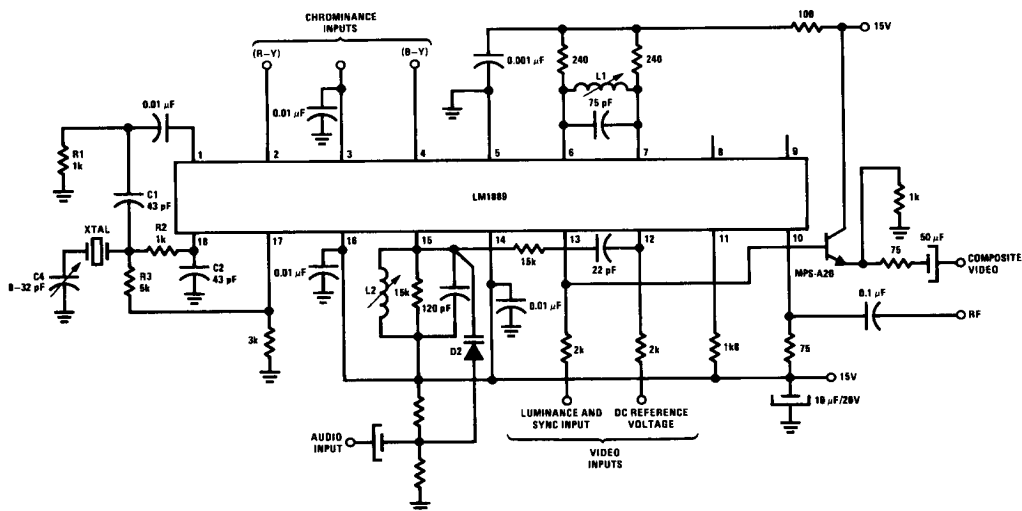 CHROMINANCE
INPUTS
(R–Y)
(B–Y)
0.01 µF
0.001 µF
100
15V
240
L1
240
75 pF
0.01 µF
R1
1k
1
2
3
4
5
6
7
8
9
LM1889
C1
43 pF
1k
XTAL
R2
1k
18
17
16
15
14
13
12
11
10
C4
8–32 pF
R3
5k
C2
43 pF
0.01 µF
L2
15k
120 pF
15k
22 pF
0.01 µF
MPS-A20
75
50 µF
COMPOSITE
VIDEO
0.1 µF
RF
3k
D2
2k
2k
1k8
75
15V
10 µF/20V
AUDIO
INPUT
LUMINANCE AND
SYNC INPUT
DC REFERENCE
VOLTAGE
VIDEO
INPUTS